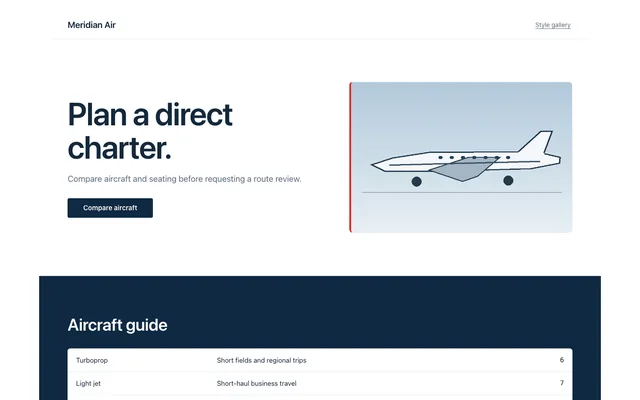 Meridian Air
Style gallery
Plan a direct
charter.
Compare aircraft and seating before requesting a route review.
Compare aircraft
Aircraft guide
Turboprop Short fields and regional trips 6
Light jet Short-haul business travel 7